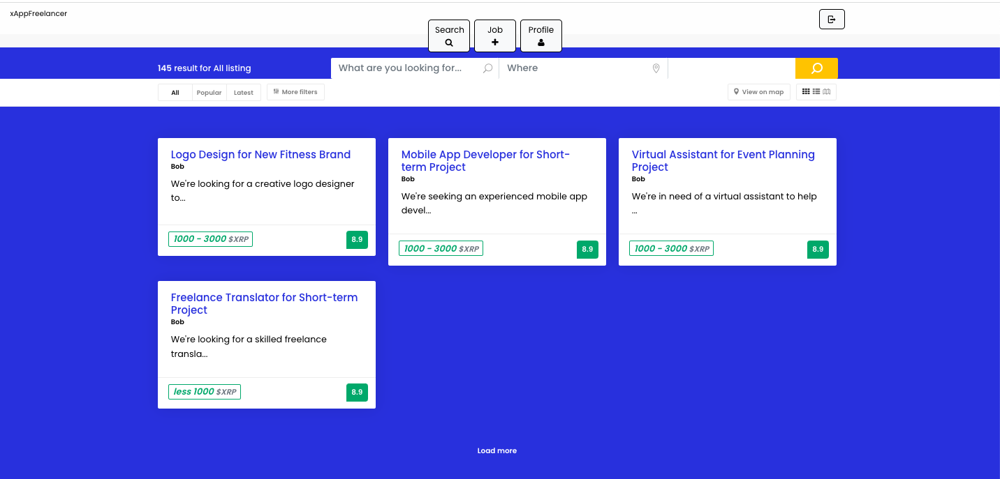 xAppFreelancer
Search
Job
Profile
145 result for All listing
What are you looking for...
Where
All
Popular
Latest
More filters
View on map
Logo Design for New Fitness Brand
Bob
We're looking for a creative logo designer
to...
1000 - 3000 $XRP
8.9
Mobile App Developer for Short-
term Project
Bob
We're seeking an experienced mobile app
devel...
1000 - 3000 $XRP
8.9
Virtual Assistant for Event Planning
Project
Bob
We're in need of a virtual assistant to help
...
1000 - 3000 $XRP
8.9
Freelance Translator for Short-term
Project
Bob
We're looking for a skilled freelance
transla...
less 1000 $XRP
8.9
Load more